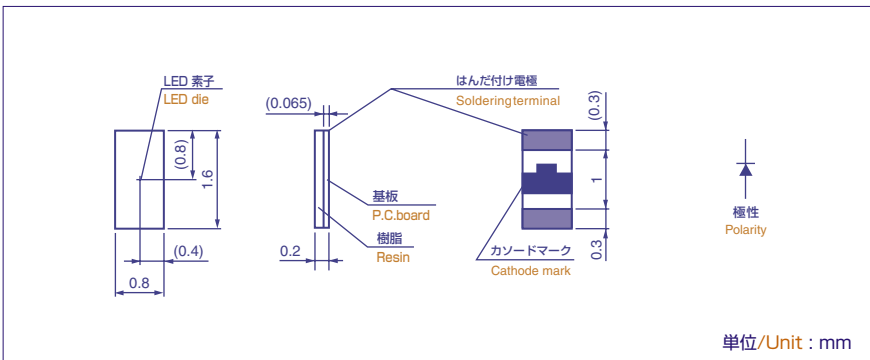 LED 素子
LED die
(0.8)
1.6
(0.4)
0.8
(0.065)
はんだ付け電極
Soldering terminal
基板
P.C.board
樹脂
Resin
0.2
(0.3)
1
0.3
カソードマーク
Cathode mark
極性
Polarity
単位/Unit : mm